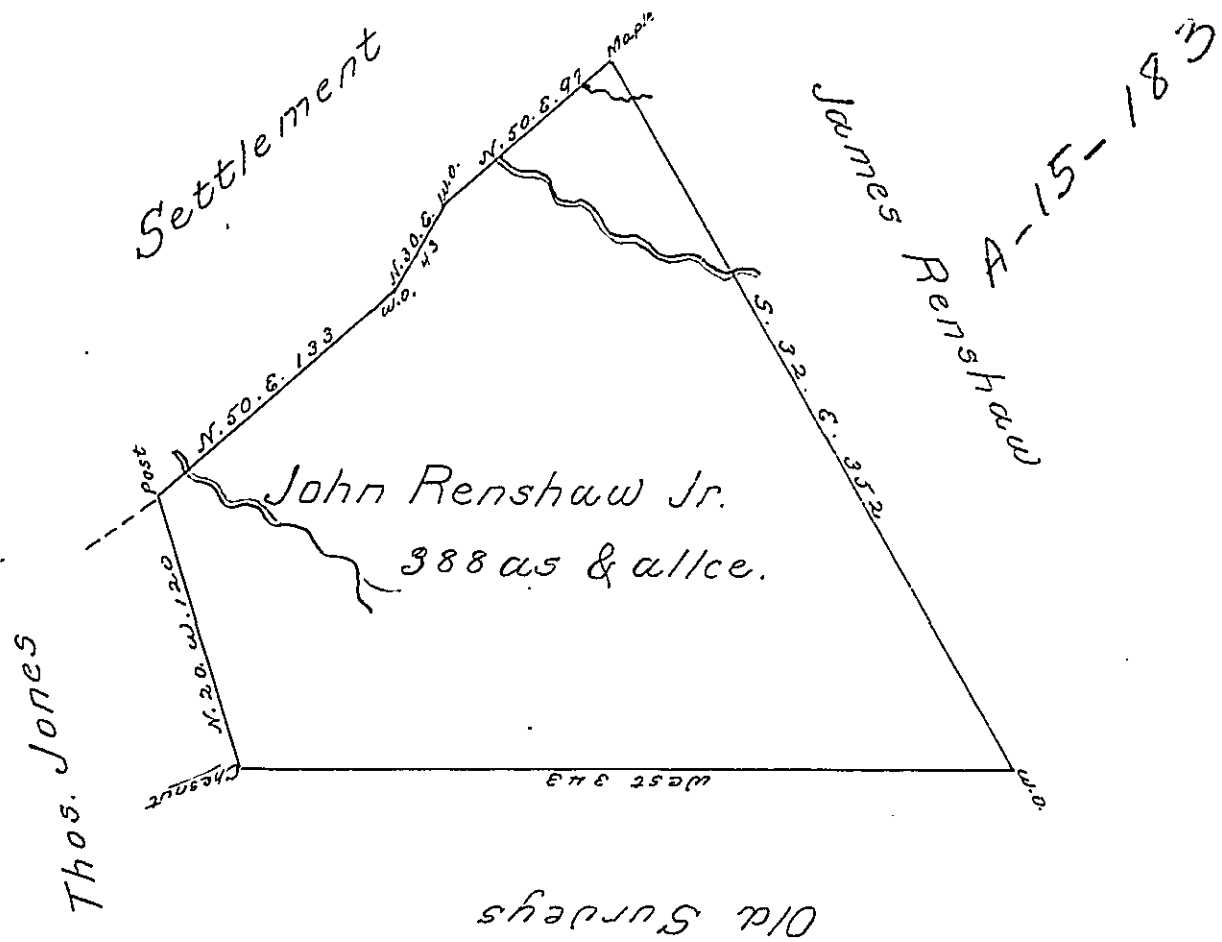 Maple
Settlement
A-15-183
James Renshaw
N. 50. E. 97
W.O.
N. 30. E.
43
W.O.
S. 32. E. 352
N. 50. E. 133
Post
John Renshaw Jr.
388 as & allce.
N. 20. W. 120
Thos. Jones
Chesnut
West 343
W.O.
Old Surveys